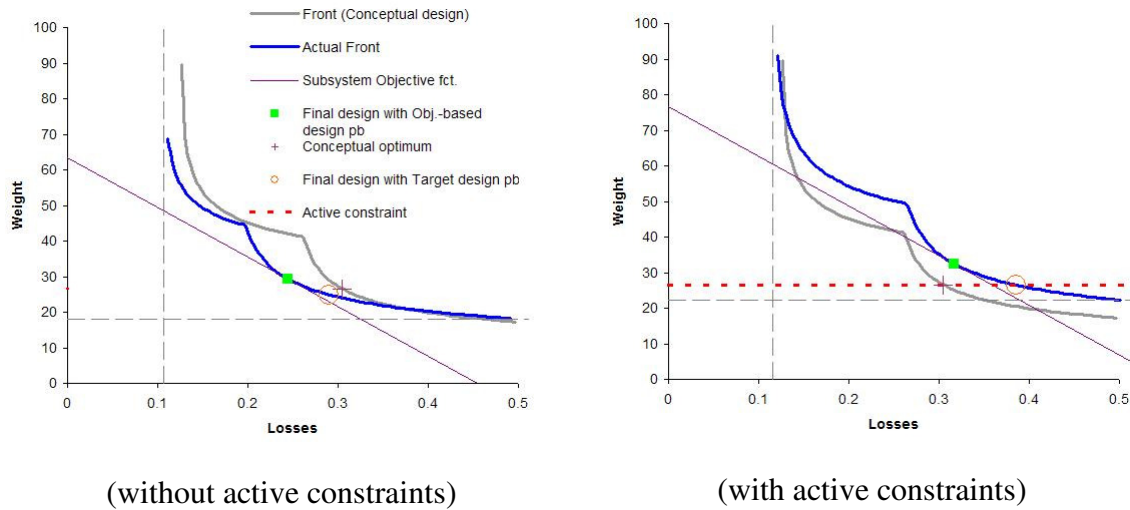 Front (Conceptual design)
Actual Front
Subsystem Objective fct.
Final design with Obj.-based
design pb
Conceptual optimum
Final design with Target design pb
Active constraint
100
90
80
70
60
50
40
30
20
10
0
Weight
0 0.1 0.2 0.3 0.4 0.5
Losses
(without active constraints)
100
90
80
70
60
50
40
30
20
10
0
Weight
0 0.1 0.2 0.3 0.4 0.5
Losses
(with active constraints)